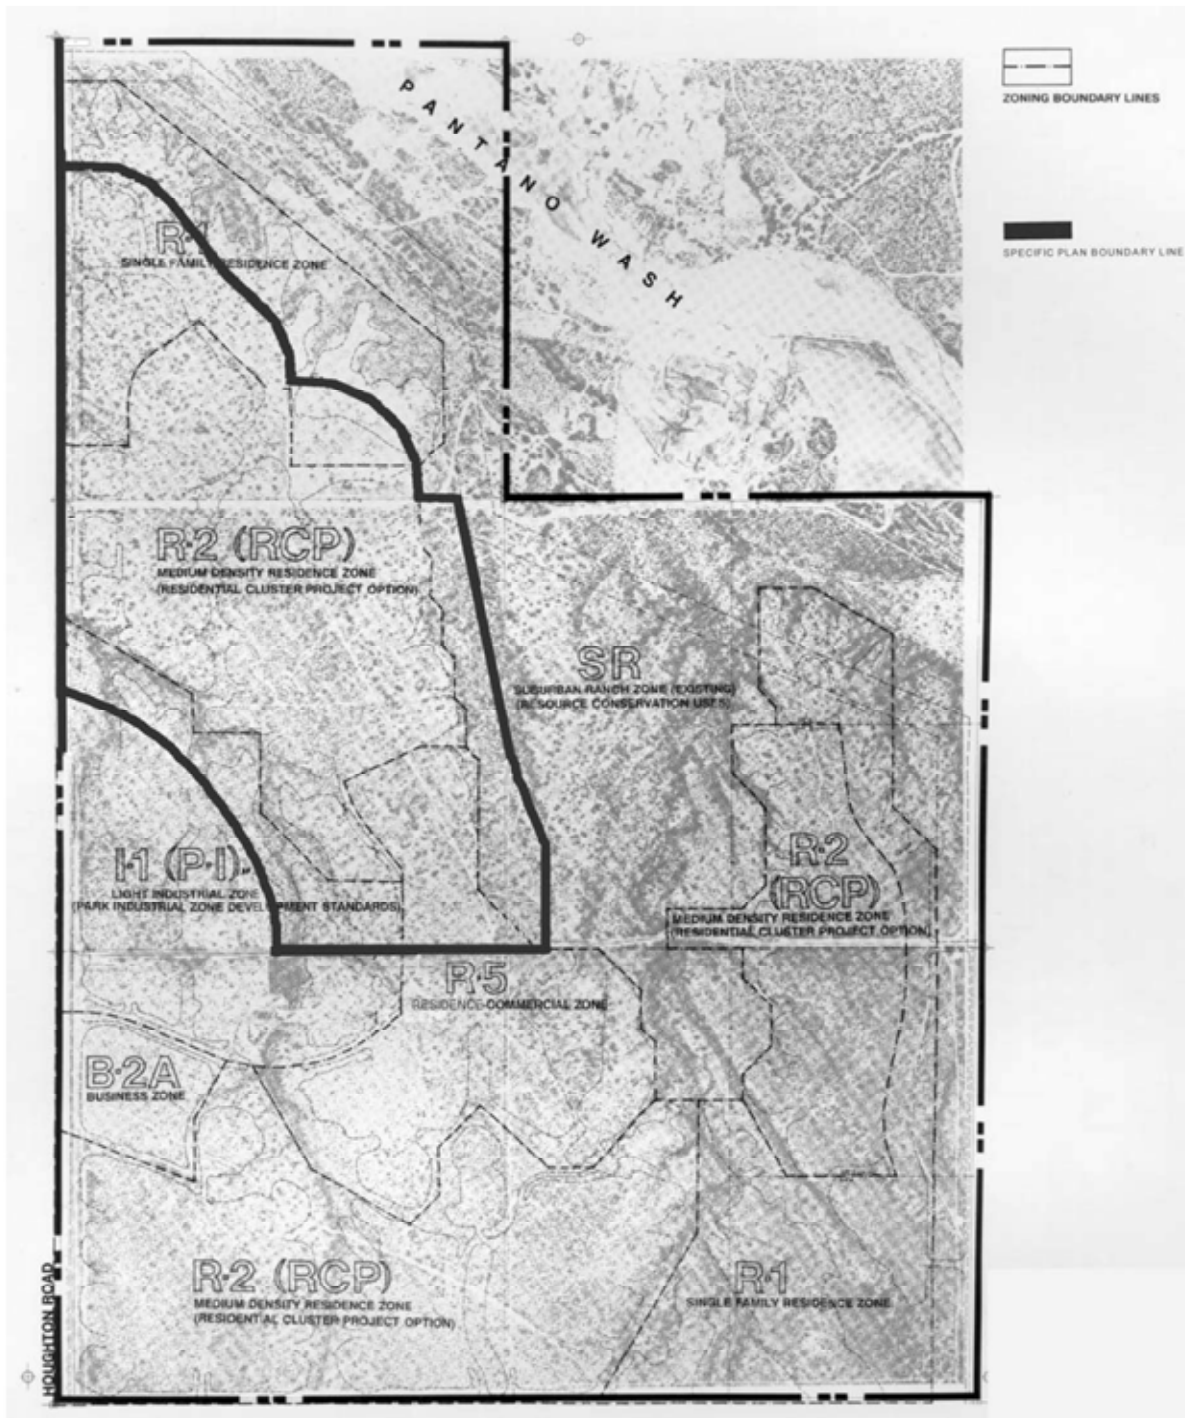 PANTANO WASH
ZONING BOUNDARY LINES
SPECIFIC PLAN BOUNDARY LINE
R-1
SINGLE FAMILY RESIDENCE ZONE
R-2 (RCP)
MEDIUM DENSITY RESIDENCE ZONE
(RESIDENTIAL CLUSTER PROJECT OPTION)
SR
SUBURBAN RANCH ZONE (EXISTING)
(RESOURCE CONSERVATION USES)
I-1 (P-I)
LIGHT INDUSTRIAL ZONE
(PARK INDUSTRIAL ZONE DEVELOPMENT STANDARDS)
R-2
(RCP)
MEDIUM DENSITY RESIDENCE ZONE
(RESIDENTIAL CLUSTER PROJECT OPTION)
R-5
RESIDENCE-COMMERCIAL ZONE
B-2A
BUSINESS ZONE
R-2 (RCP)
MEDIUM DENSITY RESIDENCE ZONE
(RESIDENTIAL CLUSTER PROJECT OPTION)
R-1
SINGLE FAMILY RESIDENCE ZONE
HOUGHTON ROAD